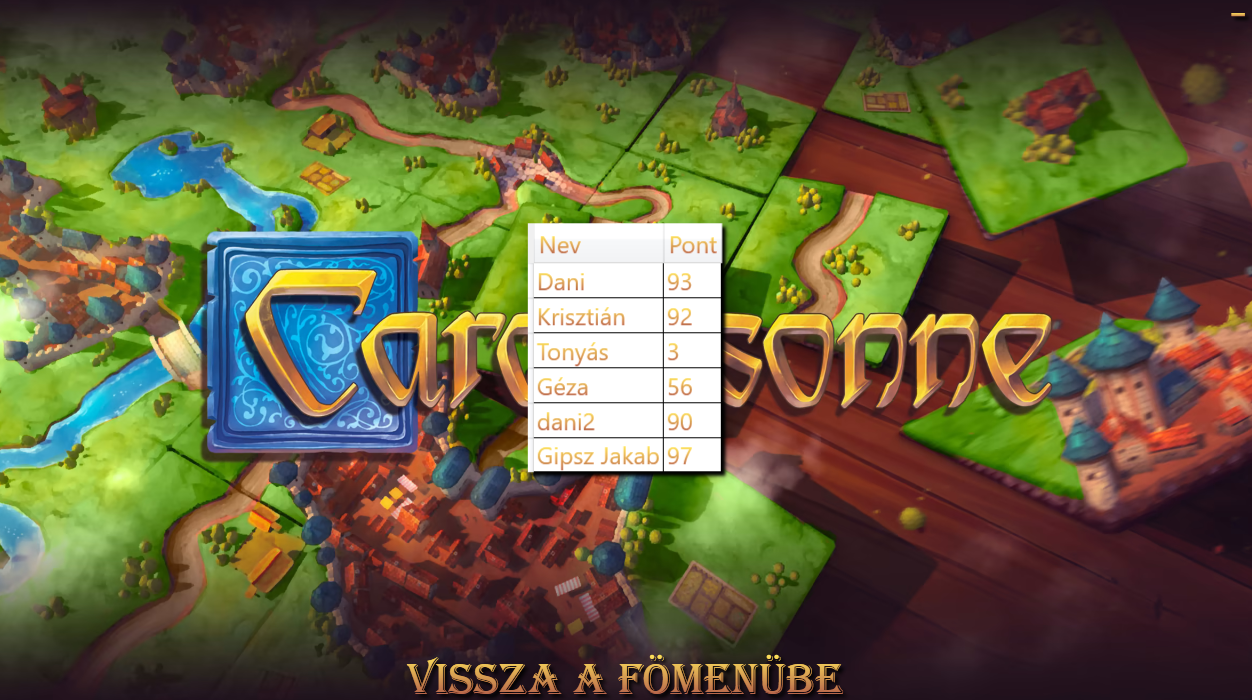 Nev Pont
Dani 93
Krisztián 92
Tonyás 3
Géza 56
dani2 90
Gipsz Jakab 97
VISSZA A FÖMENÜBE